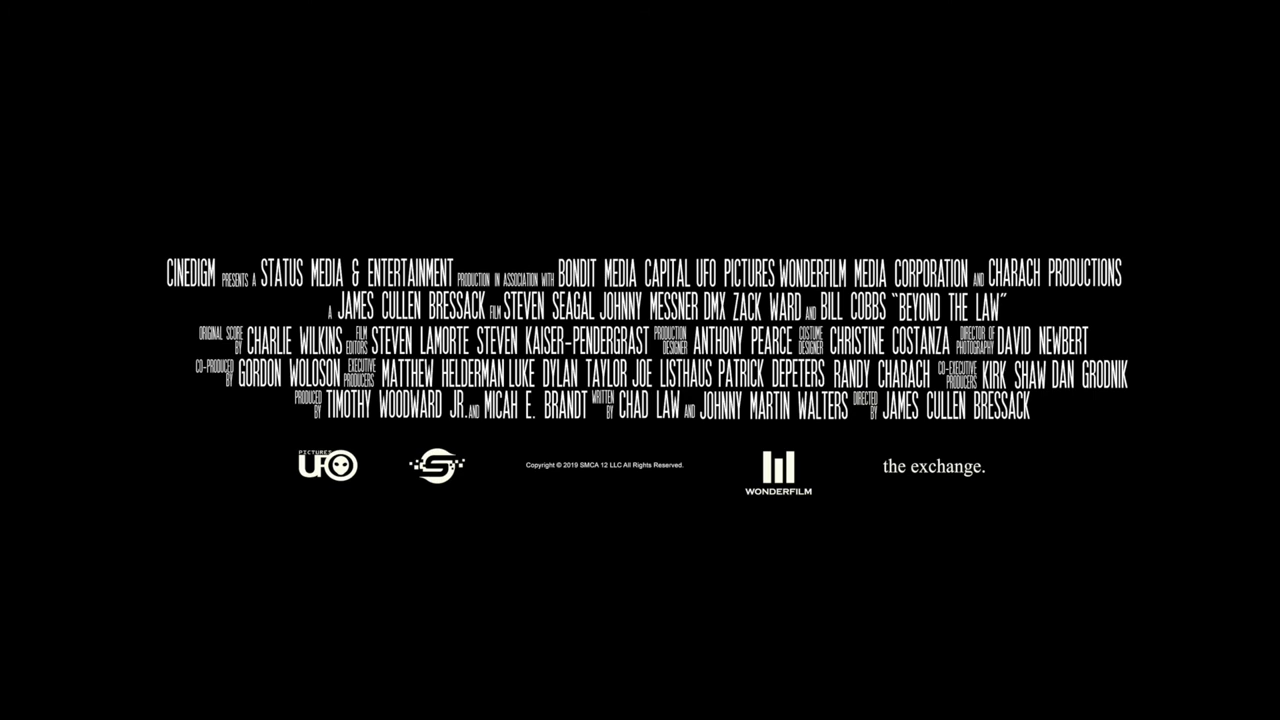 CINEDIGM PRESENTS A STATUS MEDIA & ENTERTAINMENT PRODUCTION IN ASSOCIATION WITH BONDIT MEDIA CAPITAL UFO PICTURES WONDERFILM MEDIA CORPORATION AND CHARACH PRODUCTIONS
A JAMES CULLEN BRESSACK FILM STEVEN SEAGAL JOHNNY MESSNER DMX ZACK WARD AND BILL COBBS "BEYOND THE LAW"
ORIGINAL SCORE BY CHARLIE WILKINS FILM EDITORS STEVEN LAMORTE STEVEN KAISER-PENDERGRAST PRODUCTION DESIGNER ANTHONY PEARCE COSTUME DESIGNER CHRISTINE COSTANZA DIRECTOR OF PHOTOGRAPHY DAVID NEWBERT
CO-PRODUCED BY GORDON WOLOSON EXECUTIVE PRODUCERS MATTHEW HELDERMAN LUKE DYLAN TAYLOR JOE LISTHAUS PATRICK DEPETERS RANDY CHARACH CO-EXECUTIVE PRODUCERS KIRK SHAW DAN GRODNIK
PRODUCED BY TIMOTHY WOODWARD JR. AND MICAH E. BRANDT WRITTEN BY CHAD LAW AND JOHNNY MARTIN WALTERS DIRECTED BY JAMES CULLEN BRESSACK
PICTURES
UFO
S
Copyright © 2019 SMCA 12 LLC All Rights Reserved.
WONDERFILM
the exchange.